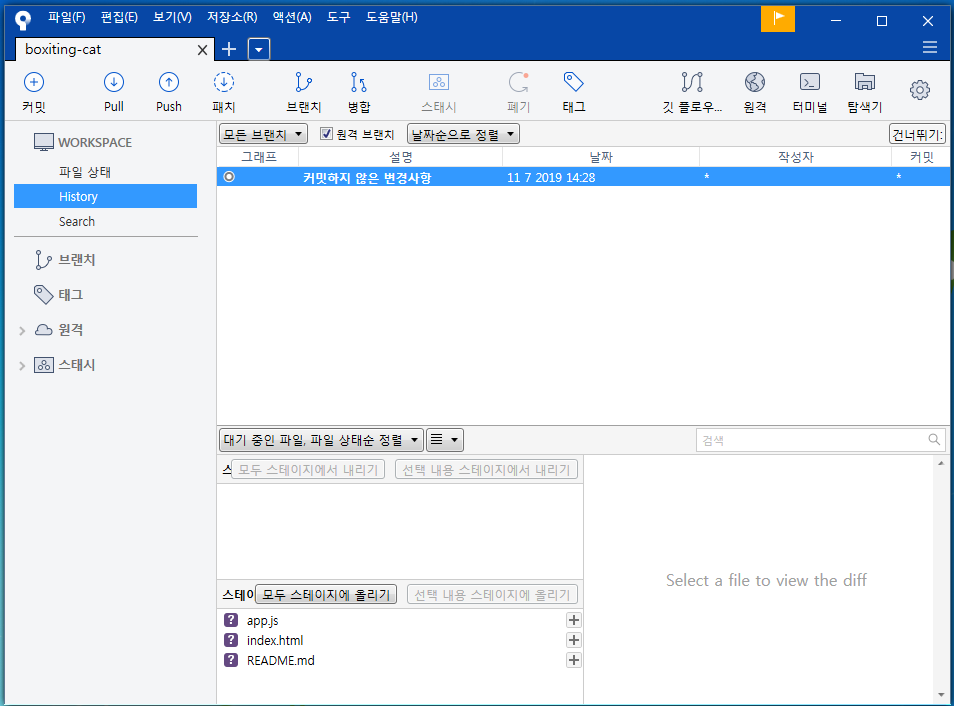 파일(F) 편집(E) 보기(V) 저장소(R) 액션(A) 도구 도움말(H)
boxiting-cat
커밋 Pull Push 패치 브랜치 병합 스태시 폐기 태그 깃 플로우... 원격 터미널 탐색기
WORKSPACE
파일 상태
History
Search
브랜치
태그
원격
스태시
모든 브랜치 원격 브랜치 날짜순으로 정렬 건너뛰기:
그래프 설명 날짜 작성자 커밋
커밋하지 않은 변경사항 11 7 2019 14:28 * *
대기 중인 파일, 파일 상태순 정렬 검색
스 모두 스테이지에서 내리기 선택 내용 스테이지에서 내리기
스테이 모두 스테이지에 올리기 선택 내용 스테이지에 올리기
app.js
index.html
README.md
Select a file to view the diff